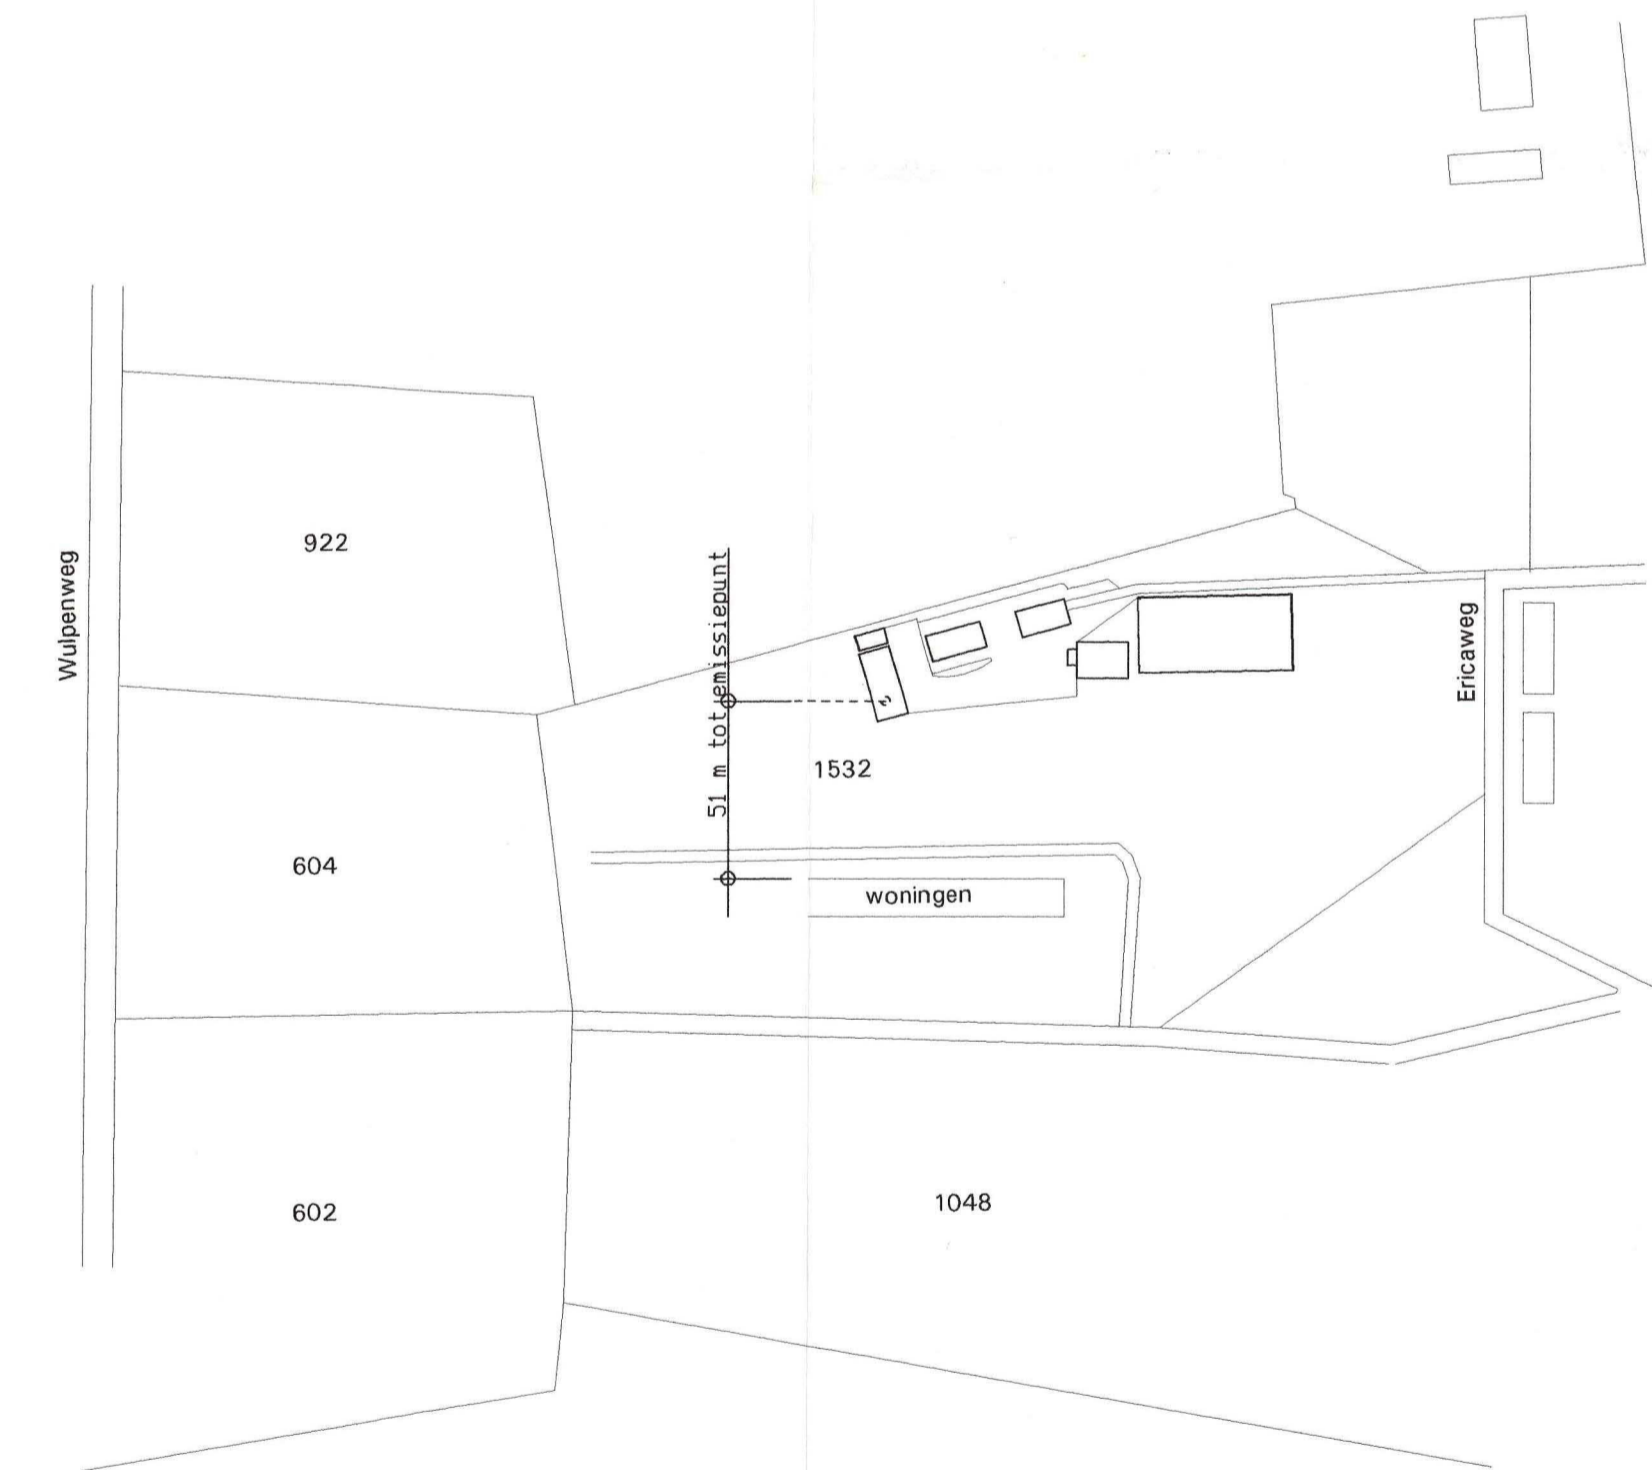 922
Wulpenweg
51 m tot emissiepunt
Ericaweg
1532
604
woningen
1048
602